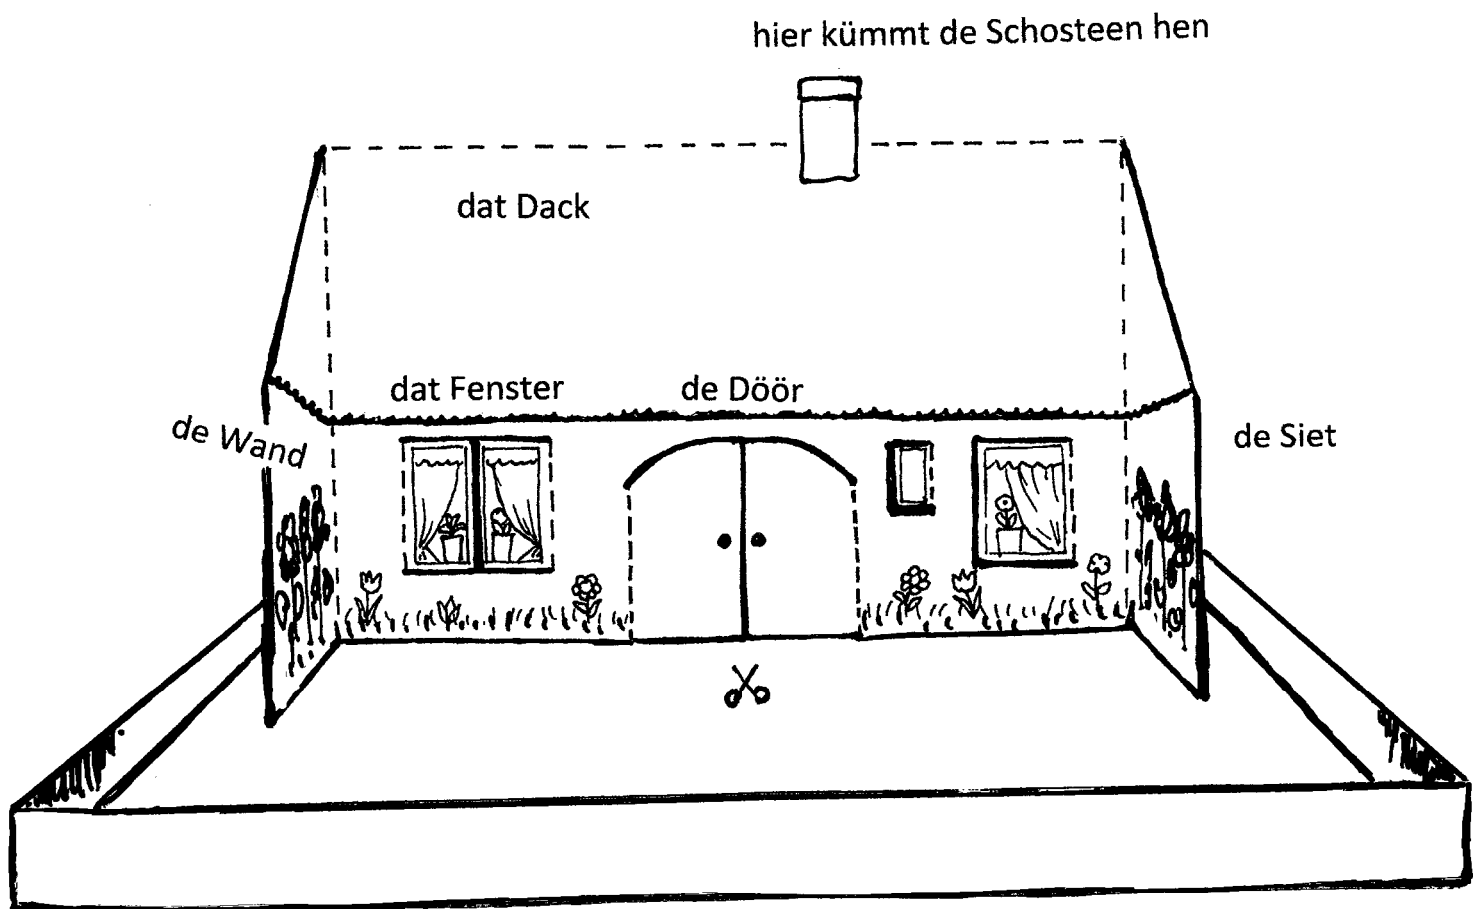 hier kümmt de Schosteen hen
dat Dack
dat Fenster
de Döör
de Wand
de Siet